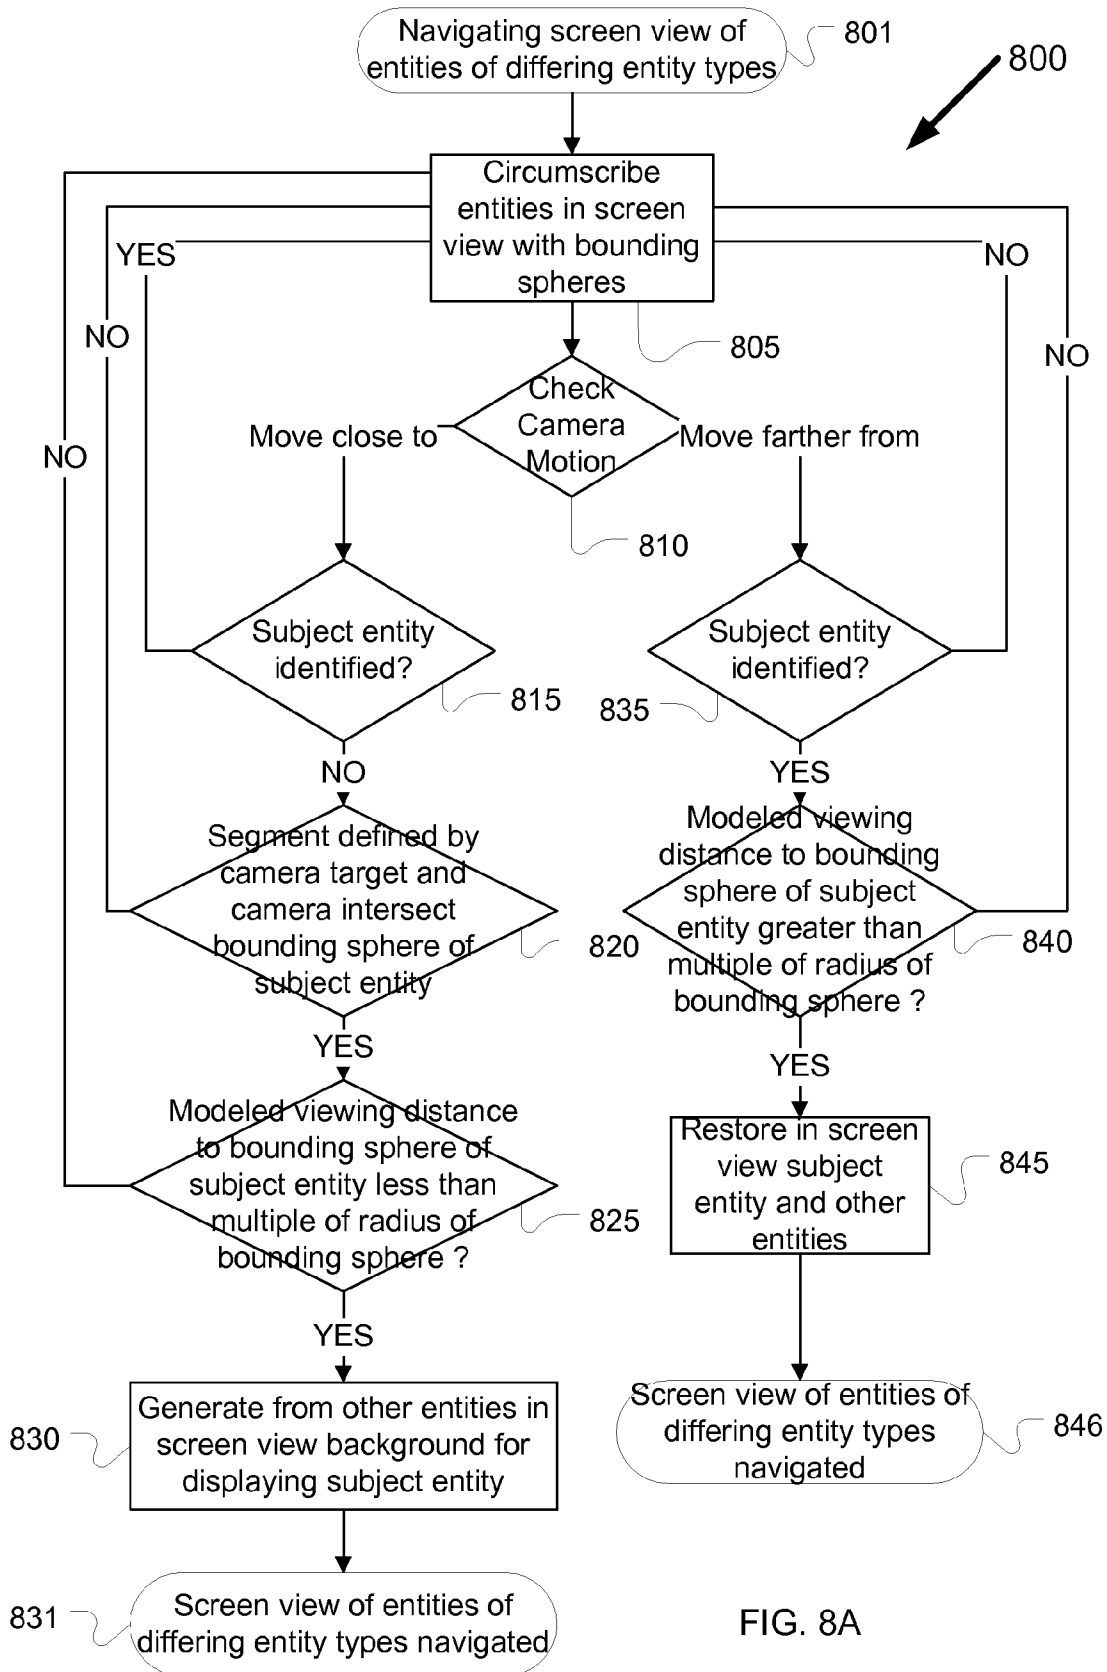 Navigating screen view of
entities of differing entity types
801
800
Circumscribe
entities in screen
view with bounding
spheres
805
YES
NO
NO
NO
NO
Check
Camera
Motion
810
Move close to
Move farther from
Subject entity
identified?
815
Subject entity
identified?
835
NO
YES
Segment defined by
camera target and
camera intersect
bounding sphere of
subject entity
820
Modeled viewing
distance to bounding
sphere of subject
entity greater than
multiple of radius of
bounding sphere ?
840
YES
YES
Modeled viewing distance
to bounding sphere of
subject entity less than
multiple of radius of
bounding sphere ?
825
Restore in screen
view subject
entity and other
entities
845
YES
Generate from other entities in
screen view background for
displaying subject entity
830
Screen view of entities of
differing entity types
navigated
846
Screen view of entities of
differing entity types navigated
831
FIG. 8A